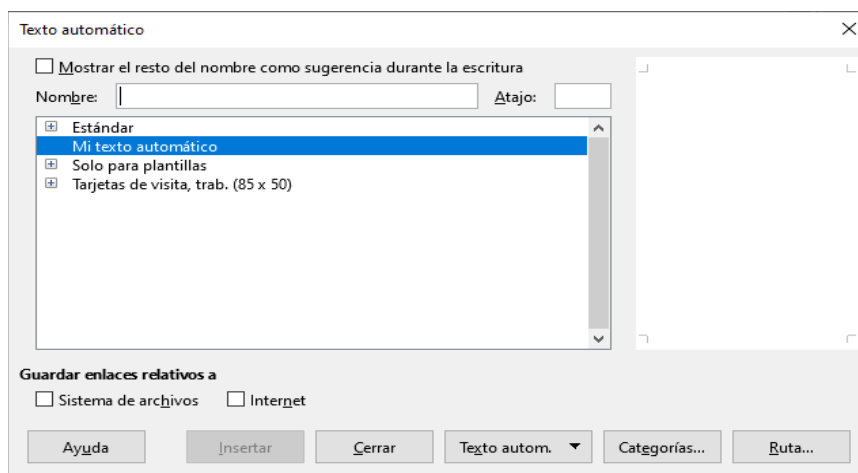 Texto automático
Mostrar el resto del nombre como sugerencia durante la escritura
Nombre: Atajo:
Estándar
Mi texto automático
Solo para plantillas
Tarjetas de visita, trab. (85 x 50)
Guardar enlaces relativos a
Sistema de archivos Internet
Ayuda Insertar Cerrar Texto autom. Categorías... Ruta...